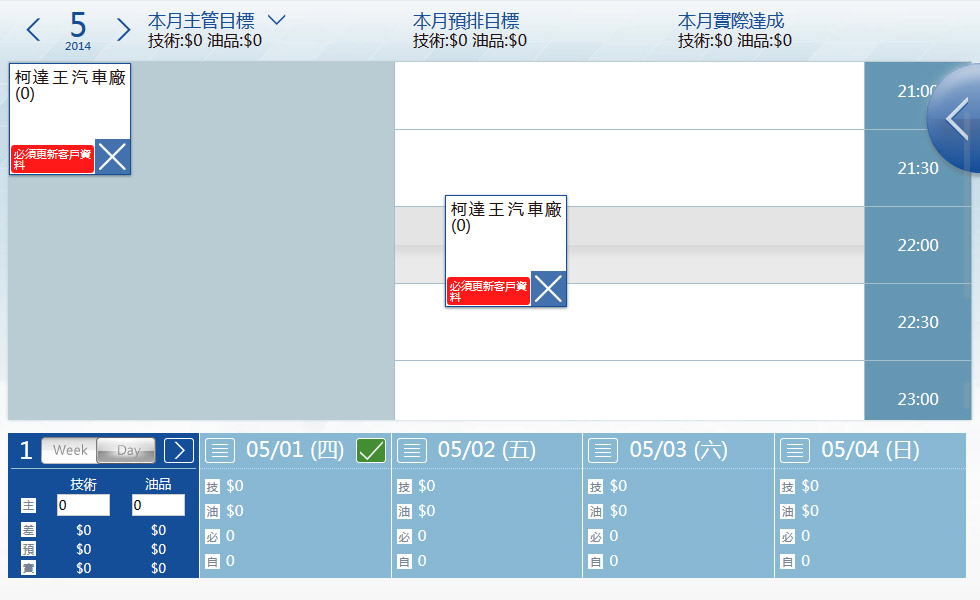 5
2014
本月主管目標
技術:$0 油品:$0
本月預排目標
技術:$0 油品:$0
本月實際達成
技術:$0 油品:$0
柯達王汽車廠
(0)
必須更新客戶資
料
柯達王汽車廠
(0)
必須更新客戶資
料
21:00
21:30
22:00
22:30
23:00
1 Week Day
技術 油品
主 0 0
差 $0 $0
預 $0 $0
實 $0 $0
05/01 (四)
技 $0
油 $0
必 0
自 0
05/02 (五)
技 $0
油 $0
必 0
自 0
05/03 (六)
技 $0
油 $0
必 0
自 0
05/04 (日)
技 $0
油 $0
必 0
自 0